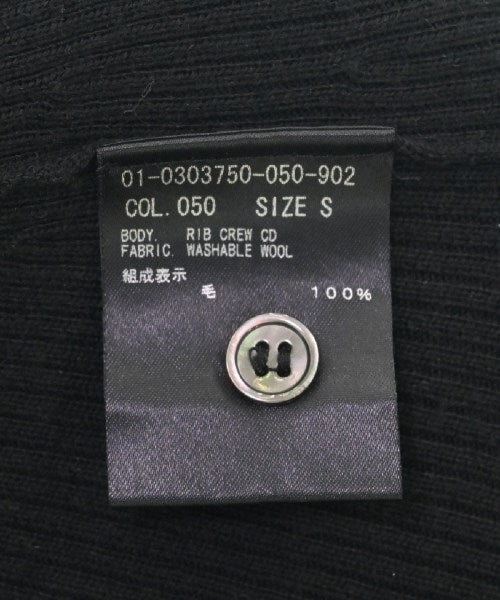 01-0303750-050-902
COL. 050 SIZE S
BODY. RIB CREW CD
FABRIC. WASHABLE WOOL
組成表示
毛 100%